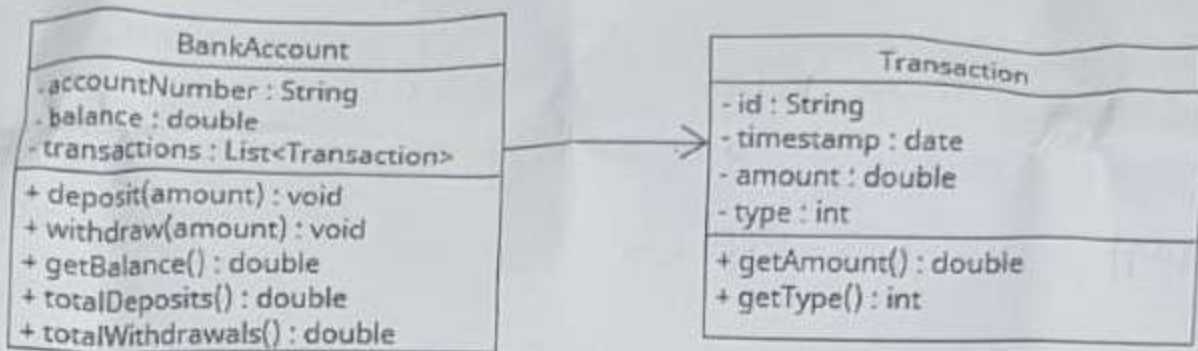 BankAccount
- accountNumber : String
- balance : double
- transactions : List<Transaction>
+ deposit(amount) : void
+ withdraw(amount) : void
+ getBalance() : double
+ totalDeposits() : double
+ totalWithdrawals() : double
Transaction
- id : String
- timestamp : date
- amount : double
- type : int
+ getAmount() : double
+ getType() : int